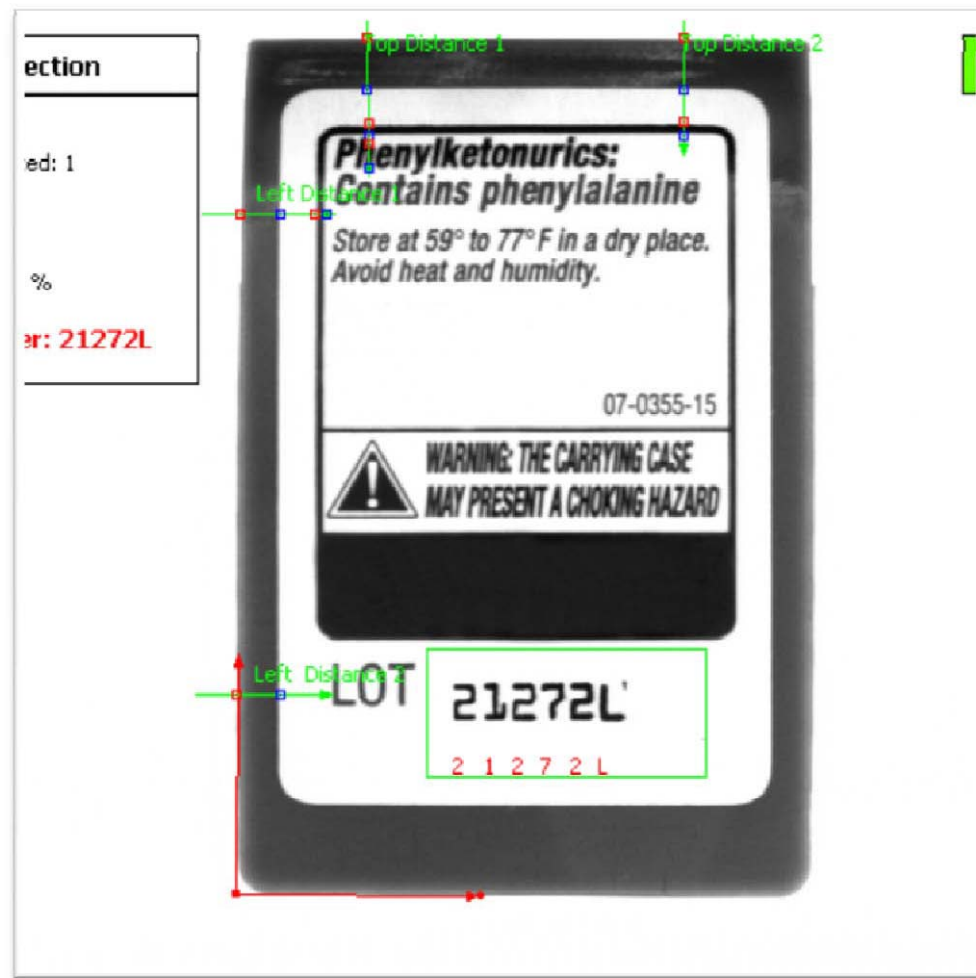 ection
ed: 1
%
er: 21272L
Top Distance 1
Top Distance 2
Phenylketonurics:
Left Distance 1
Contains phenylalanine
Store at 59° to 77°F in a dry place.
Avoid heat and humidity.
07-0355-15
WARNING: THE CARRYING CASE
MAY PRESENT A CHOKING HAZARD
Left Distance 2
LOT 21272L
2 1 2 7 2 L